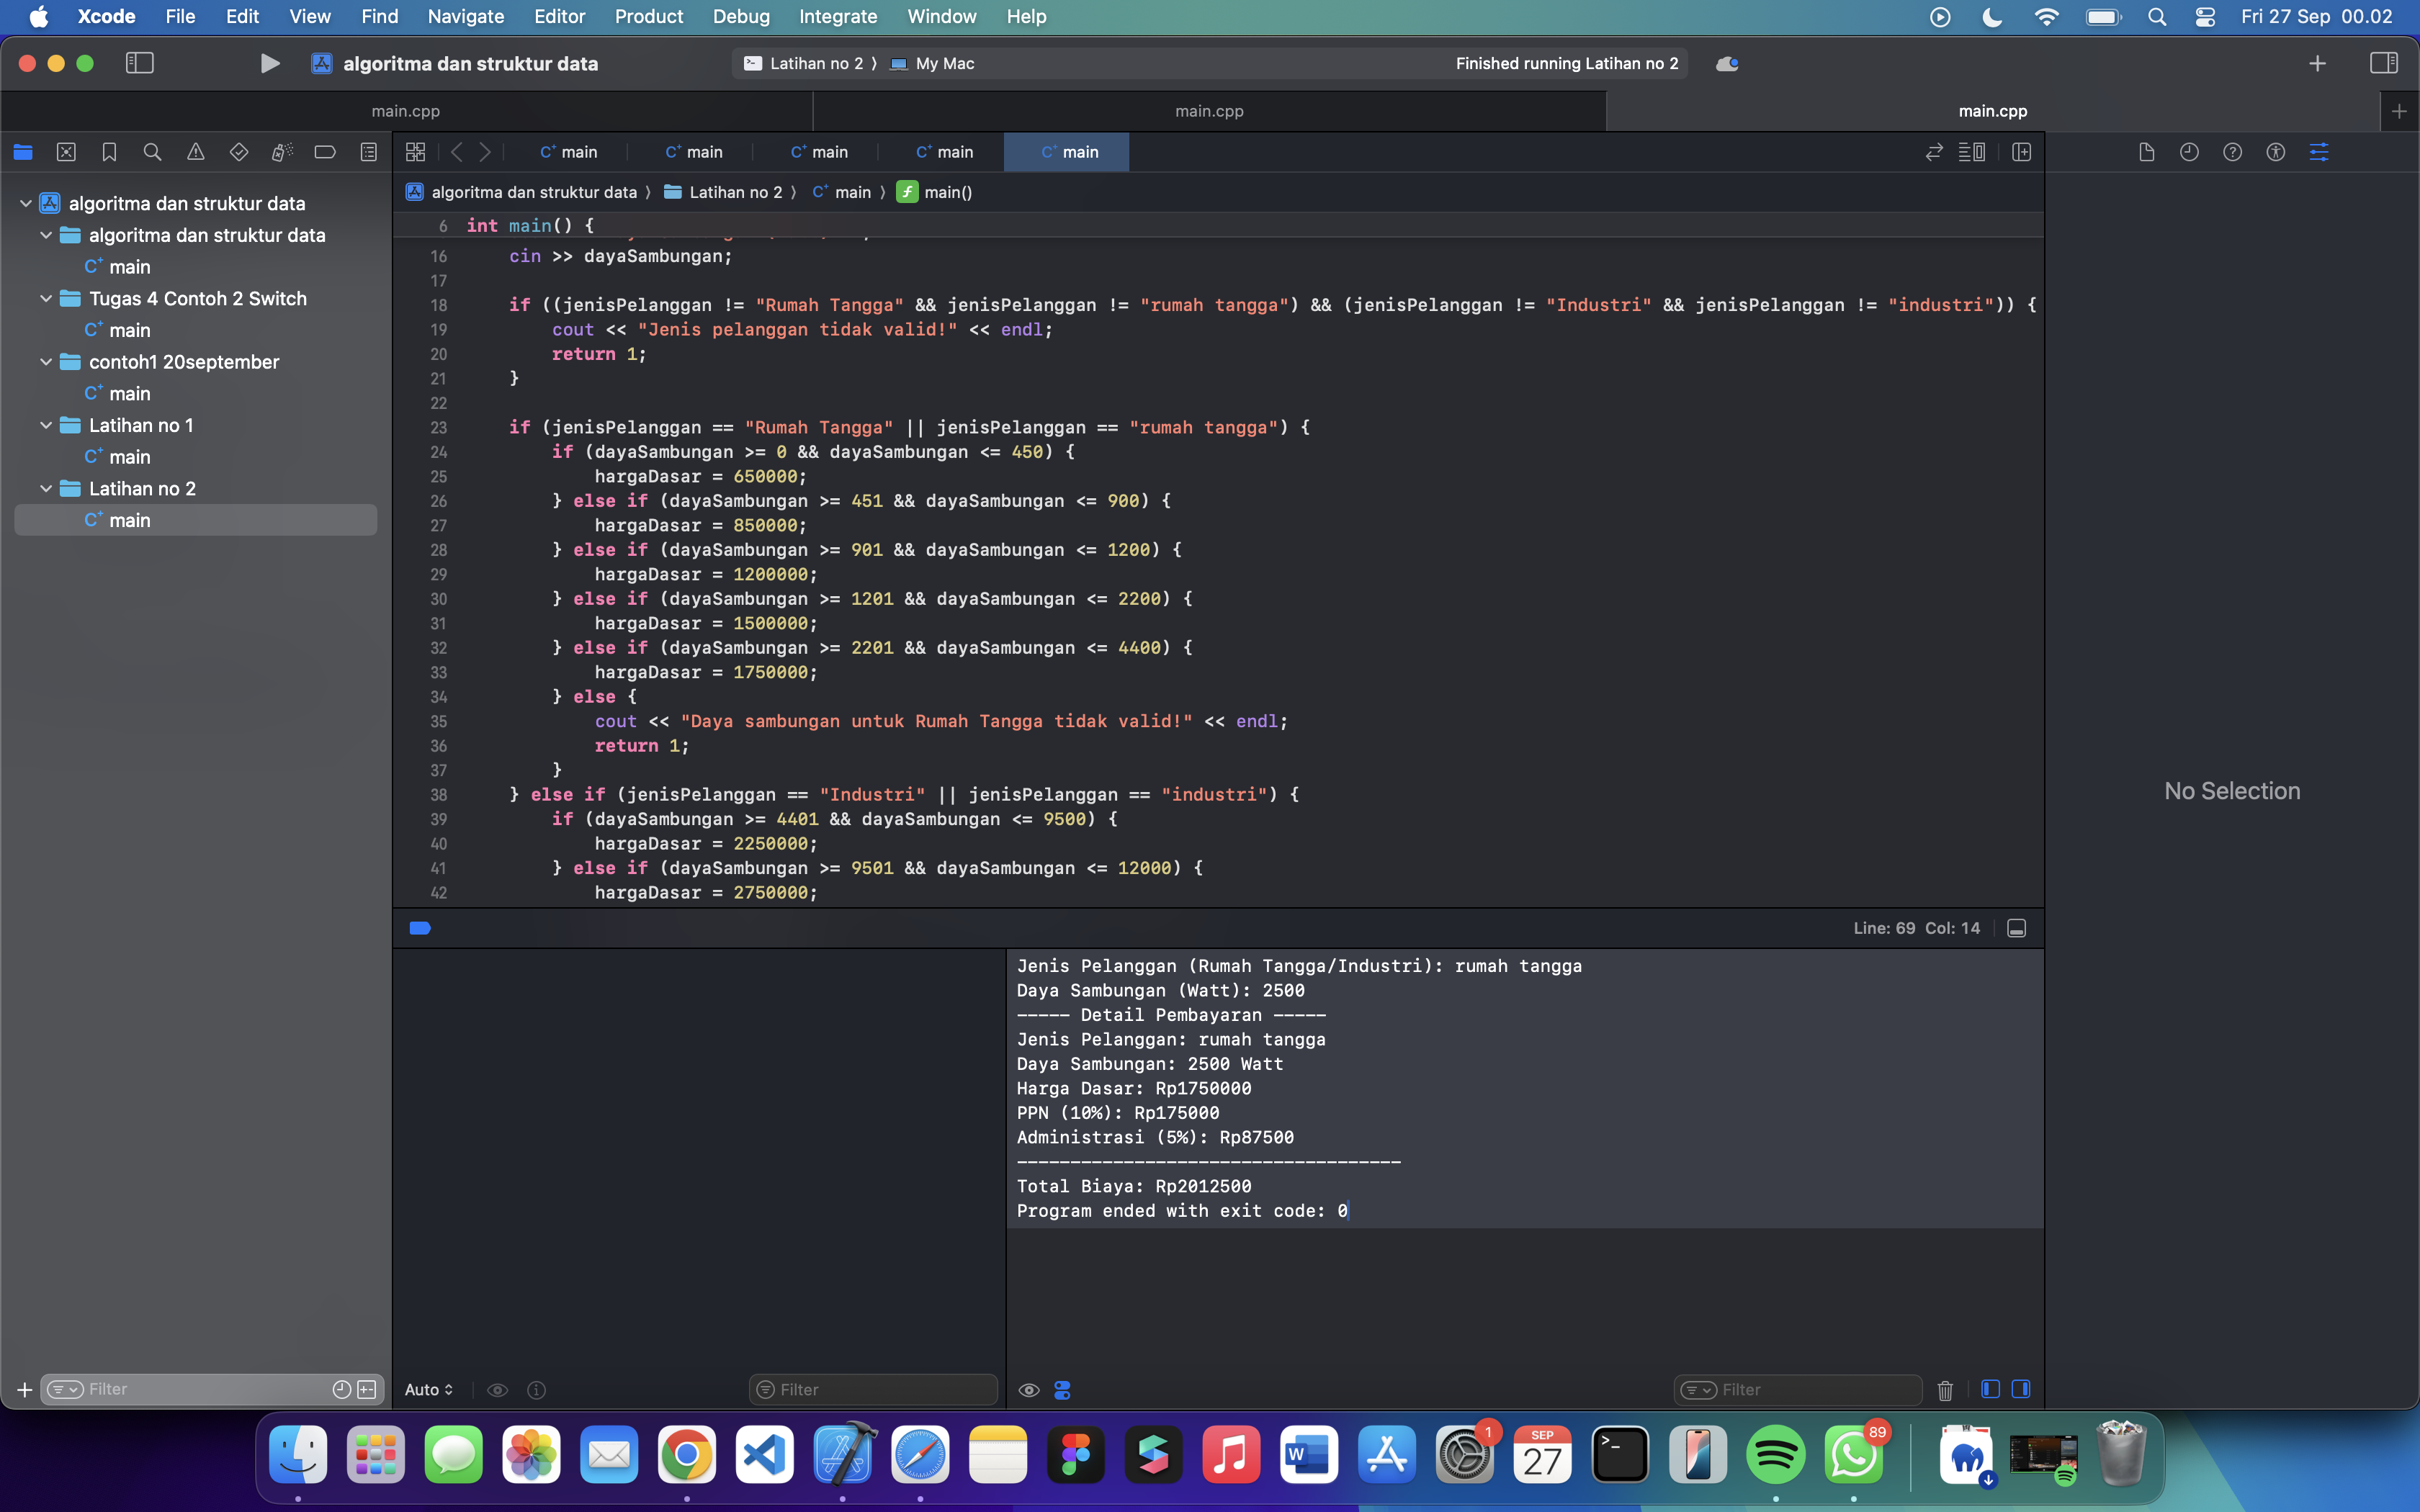 Xcode File Edit View Find Navigate Editor Product Debug Integrate Window Help Fri 27 Sep 00.02
algoritma dan struktur data Latihan no 2 My Mac Finished running Latihan no 2
main.cpp main.cpp main.cpp
main main main main main
algoritma dan struktur data
algoritma dan struktur data
main
Tugas 4 Contoh 2 Switch
main
contoh1 20september
main
Latihan no 1
main
Latihan no 2
main
Filter
algoritma dan struktur data Latihan no 2 main main()
6 int main() {
16 cin >> dayaSambungan;
17
18 if ((jenisPelanggan != "Rumah Tangga" && jenisPelanggan != "rumah tangga") && (jenisPelanggan != "Industri" && jenisPelanggan != "industri")) {
19 cout << "Jenis pelanggan tidak valid!" << endl;
20 return 1;
21 }
22
23 if (jenisPelanggan == "Rumah Tangga" || jenisPelanggan == "rumah tangga") {
24 if (dayaSambungan >= 0 && dayaSambungan <= 450) {
25 hargaDasar = 650000;
26 } else if (dayaSambungan >= 451 && dayaSambungan <= 900) {
27 hargaDasar = 850000;
28 } else if (dayaSambungan >= 901 && dayaSambungan <= 1200) {
29 hargaDasar = 1200000;
30 } else if (dayaSambungan >= 1201 && dayaSambungan <= 2200) {
31 hargaDasar = 1500000;
32 } else if (dayaSambungan >= 2201 && dayaSambungan <= 4400) {
33 hargaDasar = 1750000;
34 } else {
35 cout << "Daya sambungan untuk Rumah Tangga tidak valid!" << endl;
36 return 1;
37 }
38 } else if (jenisPelanggan == "Industri" || jenisPelanggan == "industri") {
39 if (dayaSambungan >= 4401 && dayaSambungan <= 9500) {
40 hargaDasar = 2250000;
41 } else if (dayaSambungan >= 9501 && dayaSambungan <= 12000) {
42 hargaDasar = 2750000;
Line: 69 Col: 14
Jenis Pelanggan (Rumah Tangga/Industri): rumah tangga
Daya Sambungan (Watt): 2500
----- Detail Pembayaran -----
Jenis Pelanggan: rumah tangga
Daya Sambungan: 2500 Watt
Harga Dasar: Rp1750000
PPN (10%): Rp175000
Administrasi (5%): Rp87500
------------------------------------
Total Biaya: Rp2012500
Program ended with exit code: 0
Auto Filter Filter
No Selection
1 SEP 27 89